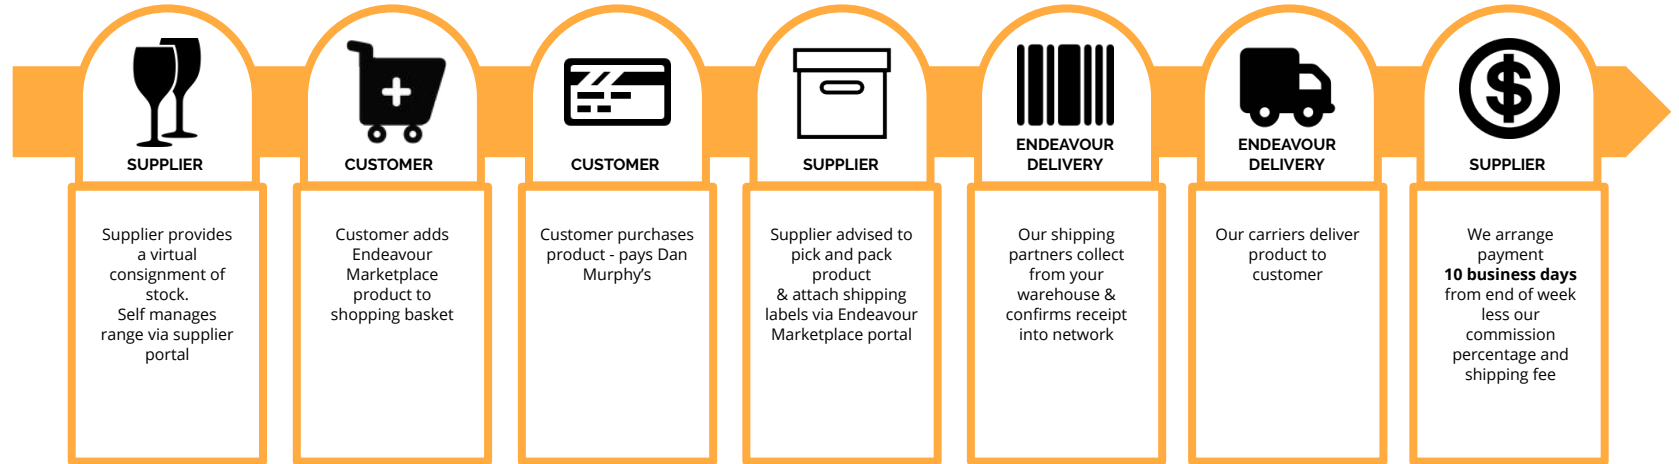 SUPPLIER
Supplier provides
a virtual
consignment of
stock.
Self manages
range via supplier
portal
CUSTOMER
Customer adds
Endeavour
Marketplace
product to
shopping basket
CUSTOMER
Customer purchases
product - pays Dan
Murphy’s
SUPPLIER
Supplier advised to
pick and pack
product
& attach shipping
labels via Endeavour
Marketplace portal
ENDEAVOUR
DELIVERY
Our shipping
partners collect
from your
warehouse &
confirms receipt
into network
ENDEAVOUR
DELIVERY
Our carriers deliver
product to
customer
SUPPLIER
We arrange
payment
10 business days
from end of week
less our
commission
percentage and
shipping fee